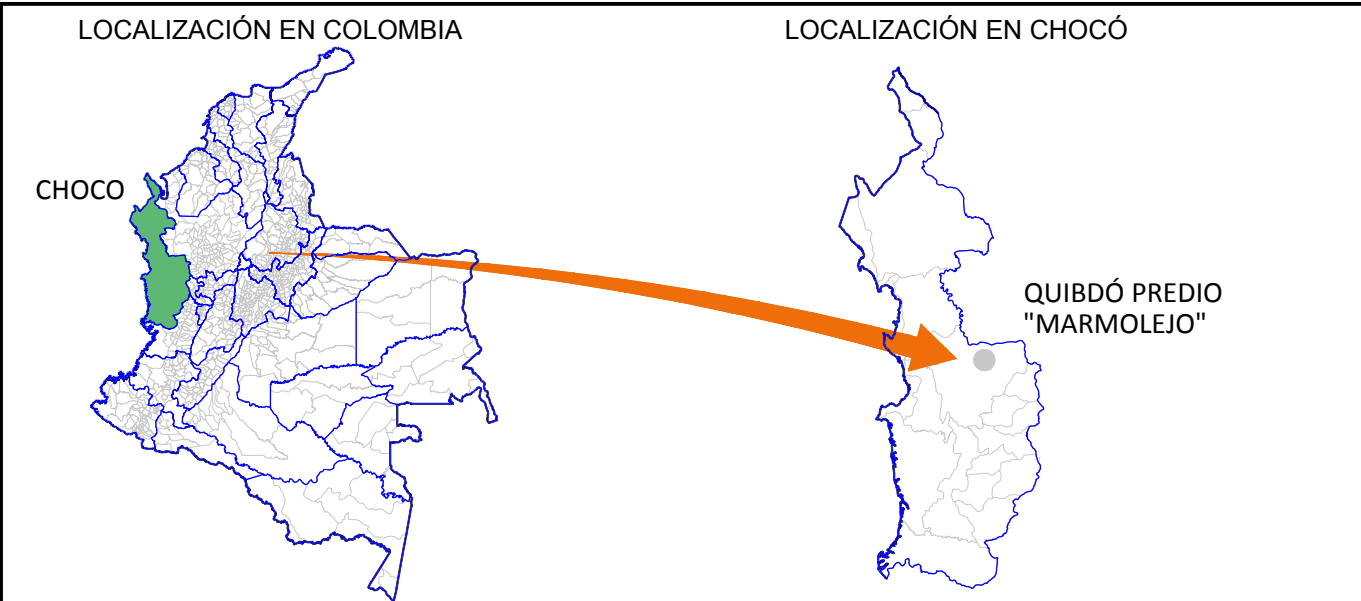 LOCALIZACIÓN EN COLOMBIA
LOCALIZACIÓN EN CHOCÓ
CHOCO
QUIBDÓ PREDIO
"MARMOLEJO"